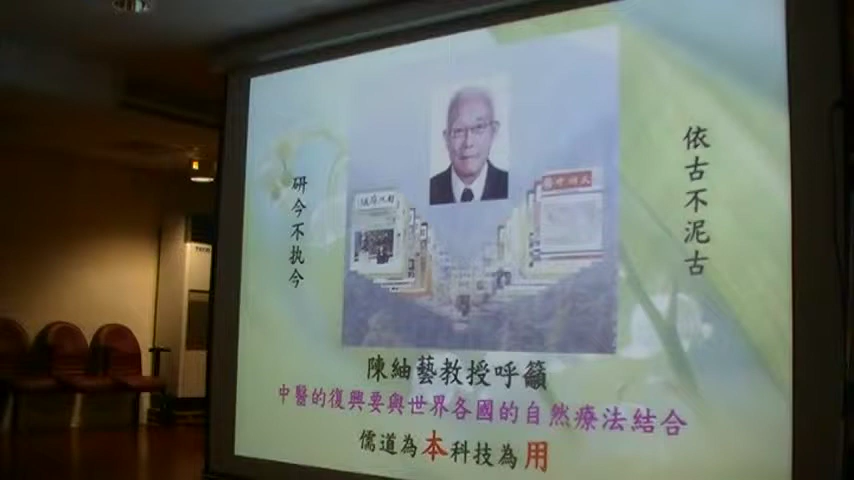 依古不泥古
研今不执今
陳紬藝教授呼籲
中醫的復興要與世界各國的自然療法結合
儒道為本科技為用